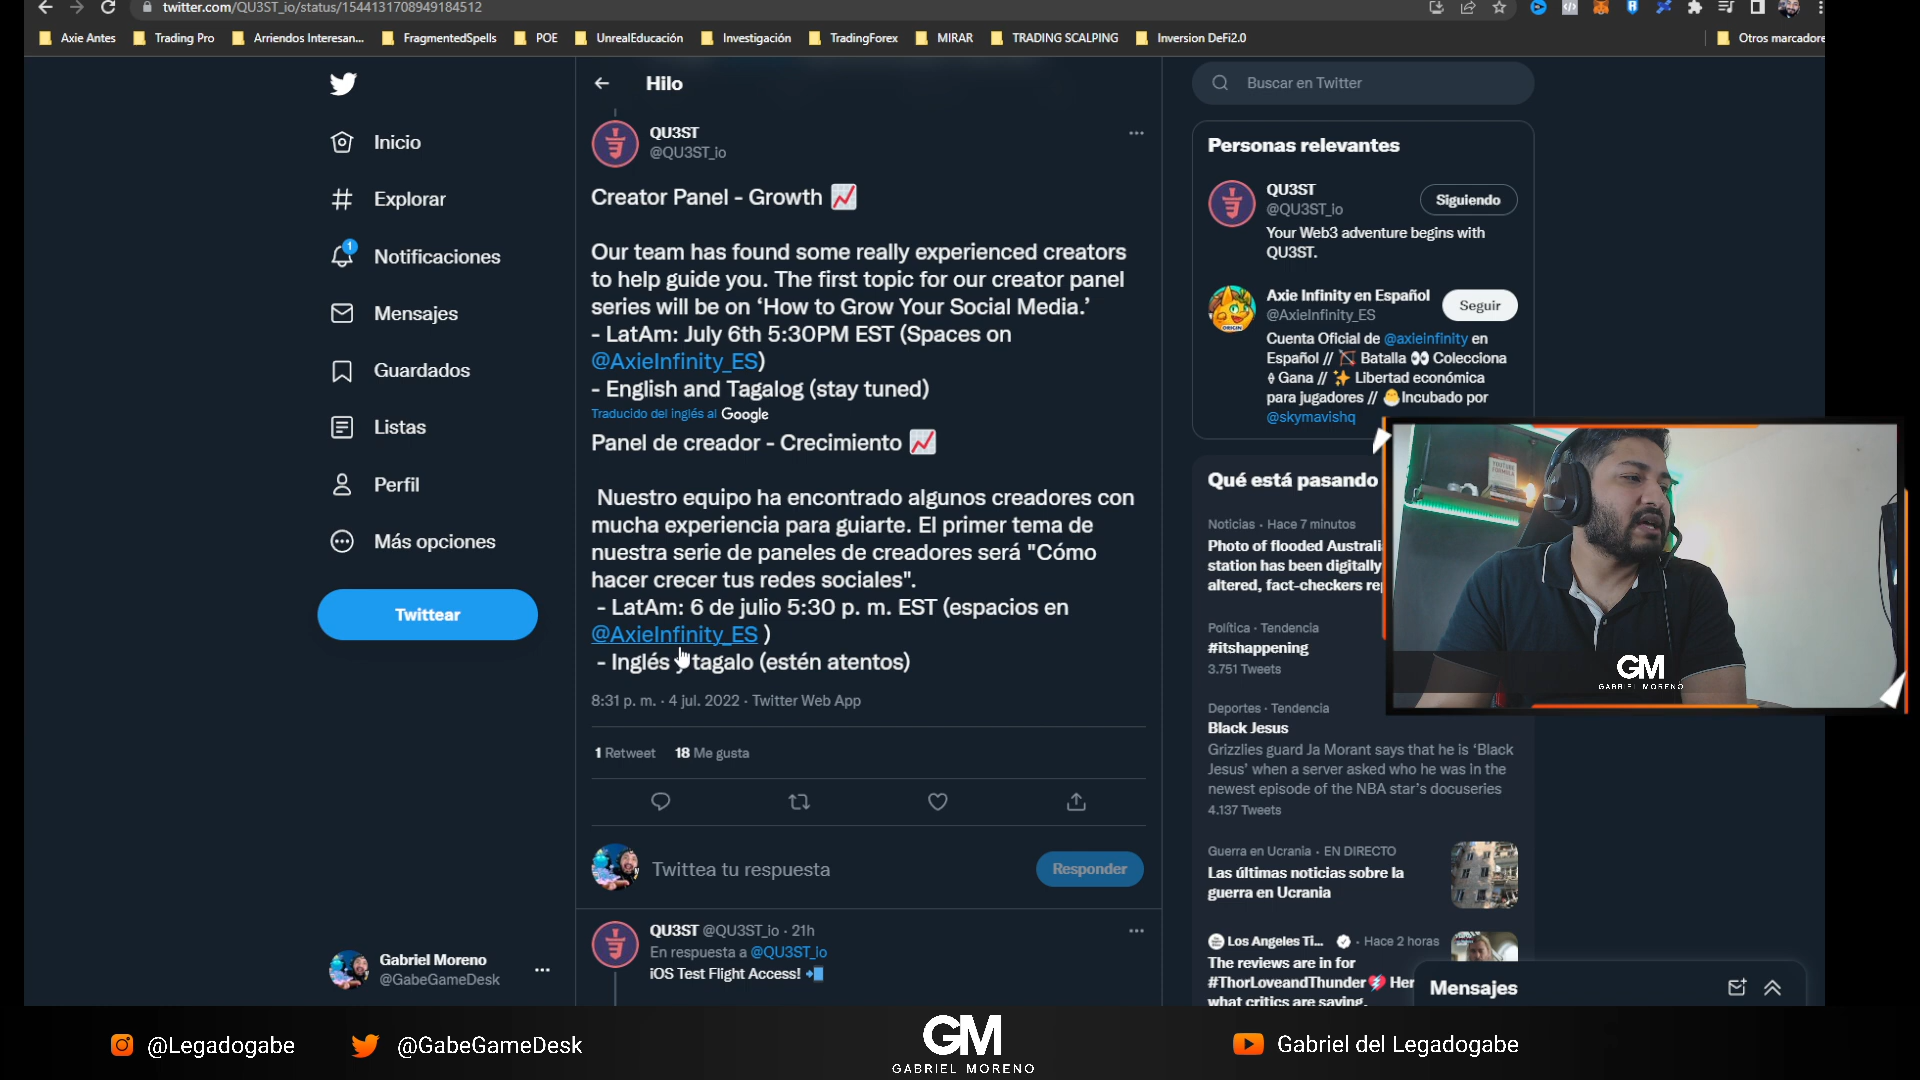 twitter.com/QU3ST_io/status/1544131708949184512
Axie Antes
Trading Pro
Arriendos Interesan...
FragmentedSpells
POE
UnrealEducación
Investigación
TradingForex
MIRAR
TRADING SCALPING
Inversion DeFi2.0
Otros marcadore
Inicio
Explorar
1
Notificaciones
Mensajes
Guardados
Listas
Perfil
Más opciones
Twittear
Gabriel Moreno
@GabeGameDesk
Hilo
QU3ST
@QU3ST_io
Creator Panel - Growth 📈
Our team has found some really experienced creators
to help guide you. The first topic for our creator panel
series will be on ‘How to Grow Your Social Media.’
- LatAm: July 6th 5:30PM EST (Spaces on
@AxieInfinity_ES)
- English and Tagalog (stay tuned)
Traducido del inglés al Google
Panel de creador - Crecimiento 📈
Nuestro equipo ha encontrado algunos creadores con
mucha experiencia para guiarte. El primer tema de
nuestra serie de paneles de creadores será "Cómo
hacer crecer tus redes sociales".
- LatAm: 6 de julio 5:30 p. m. EST (espacios en
@AxieInfinity_ES )
- Inglés y tagalo (estén atentos)
8:31 p. m. · 4 jul. 2022 · Twitter Web App
1 Retweet 18 Me gusta
Twittea tu respuesta
Responder
QU3ST @QU3ST_io · 21h
En respuesta a @QU3ST_io
iOS Test Flight Access! 📲
Buscar en Twitter
Personas relevantes
QU3ST
@QU3ST_io
Siguiendo
Your Web3 adventure begins with
QU3ST.
Axie Infinity en Español
@AxieInfinity_ES
Seguir
ORIGIN
Cuenta Oficial de @axieinfinity en
Español // 🏹 Batalla 👀 Colecciona
⚱ Gana // ✨ Libertad económica
para jugadores // 🐣Incubado por
@skymavishq
Qué está pasando
Noticias · Hace 7 minutos
Photo of flooded Australi
station has been digitally
altered, fact-checkers re
Política · Tendencia
#itshappening
3.751 Tweets
Deportes · Tendencia
Black Jesus
Grizzlies guard Ja Morant says that he is ‘Black
Jesus’ when a server asked who he was in the
newest episode of the NBA star’s docuseries
4.137 Tweets
Guerra en Ucrania · EN DIRECTO
Las últimas noticias sobre la
guerra en Ucrania
Los Angeles Ti... · Hace 2 horas
The reviews are in for
#ThorLoveandThunder 💘 Her
what critics are saying.
Mensajes
YOUTUBE
FORMULA
GM
GABRIEL MORENO
@Legadogabe
@GabeGameDesk
GM
GABRIEL MORENO
Gabriel del Legadogabe